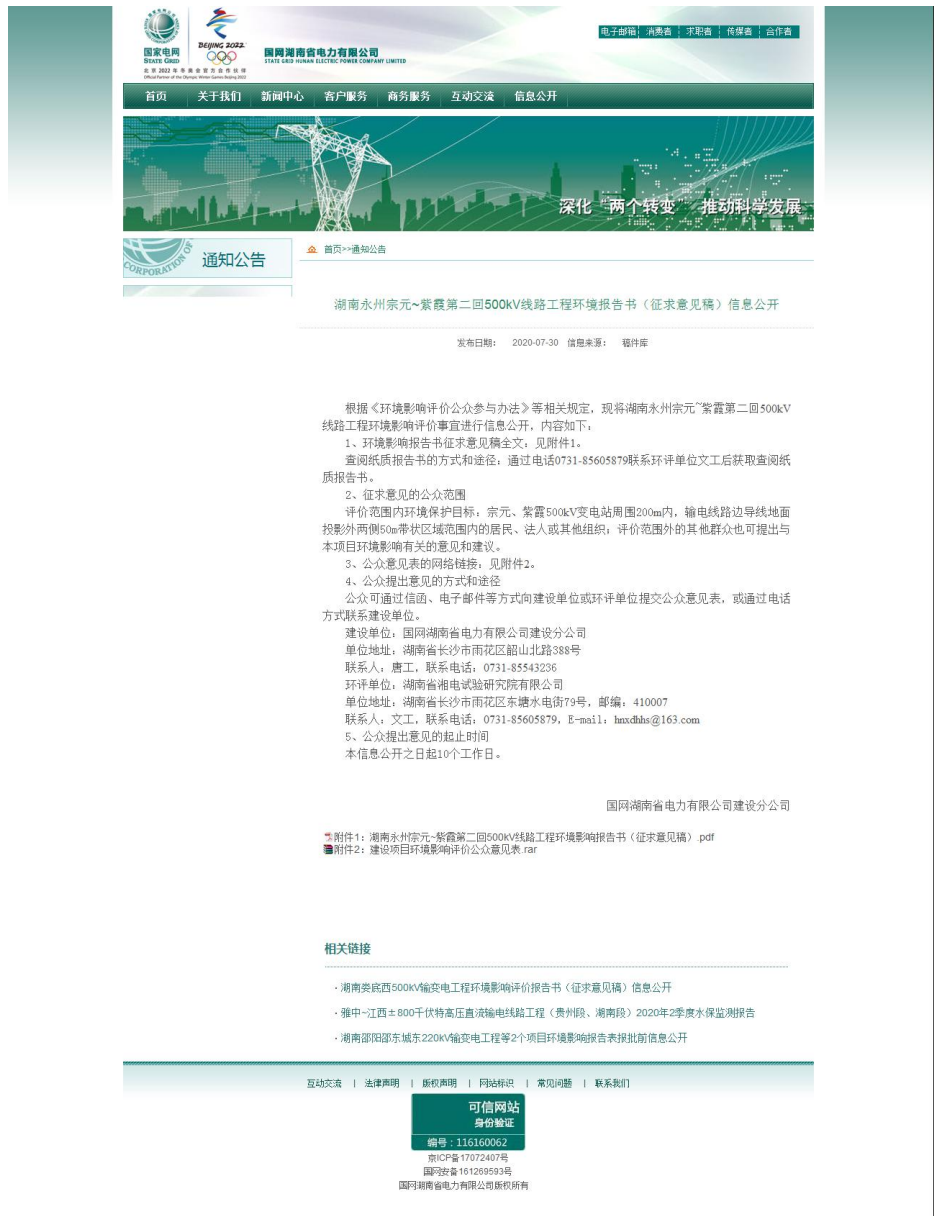 国家电网
STATE GRID
BEIJING 2022
北京2022年冬奥会官方合作伙伴
Official Partner of the Olympic Winter Games Beijing 2022
国网湖南省电力有限公司
STATE GRID HUNAN ELECTRIC POWER COMPANY LIMITED
电子邮箱 消费者 求职者 传媒者 合作者
首页 关于我们 新闻中心 客户服务 商务服务 互动交流 信息公开
深化“两个转变” 推动科学发展
CORPORATION OF
通知公告
首页>>通知公告
湖南永州宗元~紫霞第二回500kV线路工程环境报告书（征求意见稿）信息公开
发布日期： 2020-07-30 信息来源： 稿件库
根据《环境影响评价公众参与办法》等相关规定，现将湖南永州宗元~紫霞第二回500kV
线路工程环境影响评价事宜进行信息公开，内容如下：
1、环境影响报告书征求意见稿全文：见附件1。
查阅纸质报告书的方式和途径：通过电话0731-85605879联系环评单位文工后获取查阅纸
质报告书。
2、征求意见的公众范围
评价范围内环境保护目标：宗元、紫霞500kV变电站周围200m内，输电线路边导线地面
投影外两侧50m带状区域范围内的居民、法人或其他组织；评价范围外的其他群众也可提出与
本项目环境影响有关的意见和建议。
3、公众意见表的网络链接：见附件2。
4、公众提出意见的方式和途径
公众可通过信函、电子邮件等方式向建设单位或环评单位提交公众意见表，或通过电话
方式联系建设单位。
建设单位：国网湖南省电力有限公司建设分公司
单位地址：湖南省长沙市雨花区韶山北路388号
联系人：唐工，联系电话：0731-85543236
环评单位：湖南省湘电试验研究院有限公司
单位地址：湖南省长沙市雨花区东塘水电街79号，邮编：410007
联系人：文工，联系电话：0731-85605879，E-mail：hnxdhhs@163.com
5、公众提出意见的起止时间
本信息公开之日起10个工作日。
国网湖南省电力有限公司建设分公司
附件1：湖南永州宗元~紫霞第二回500kV线路工程环境影响报告书（征求意见稿）.pdf
附件2：建设项目环境影响评价公众意见表.rar
相关链接
·湖南娄底西500kV输变电工程环境影响评价报告书（征求意见稿）信息公开
·雅中~江西±800千伏特高压直流输电线路工程（贵州段、湖南段）2020年2季度水保监测报告
·湖南邵阳邵东城东220kV输变电工程等2个项目环境影响报告表报批前信息公开
互动交流 | 法律声明 | 版权声明 | 网站标识 | 常见问题 | 联系我们
可信网站
身份验证
编号：116160062
京ICP备17072407号
国网安备161269593号
国网湖南省电力有限公司版权所有